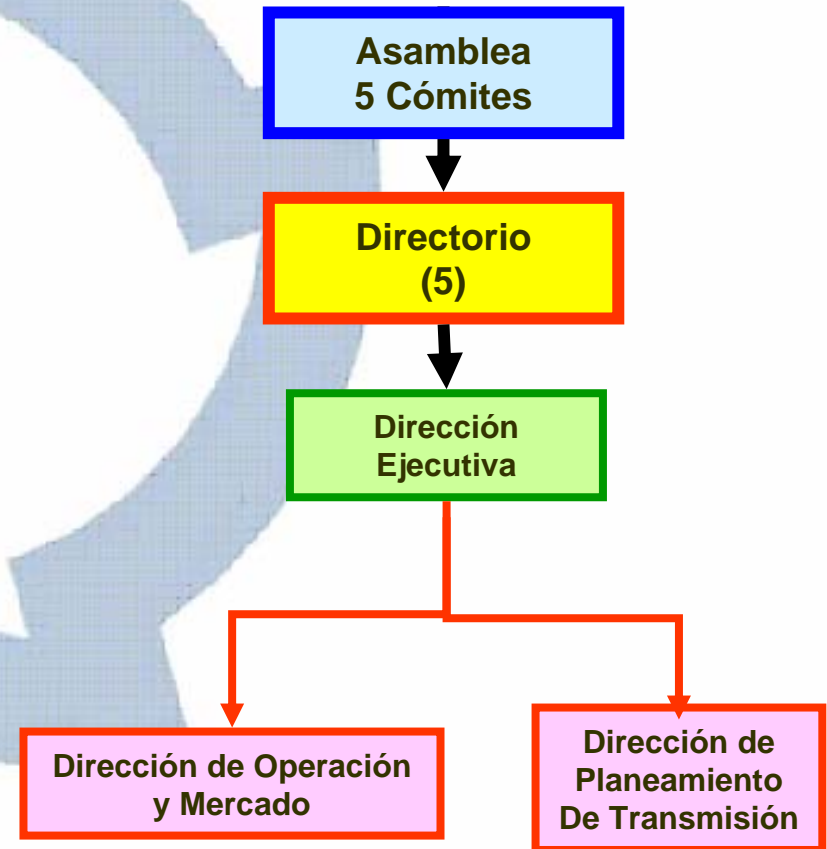 Asamblea
5 Cómites
Directorio
(5)
Dirección
Ejecutiva
Dirección de Operación
y Mercado
Dirección de
Planeamiento
De Transmisión